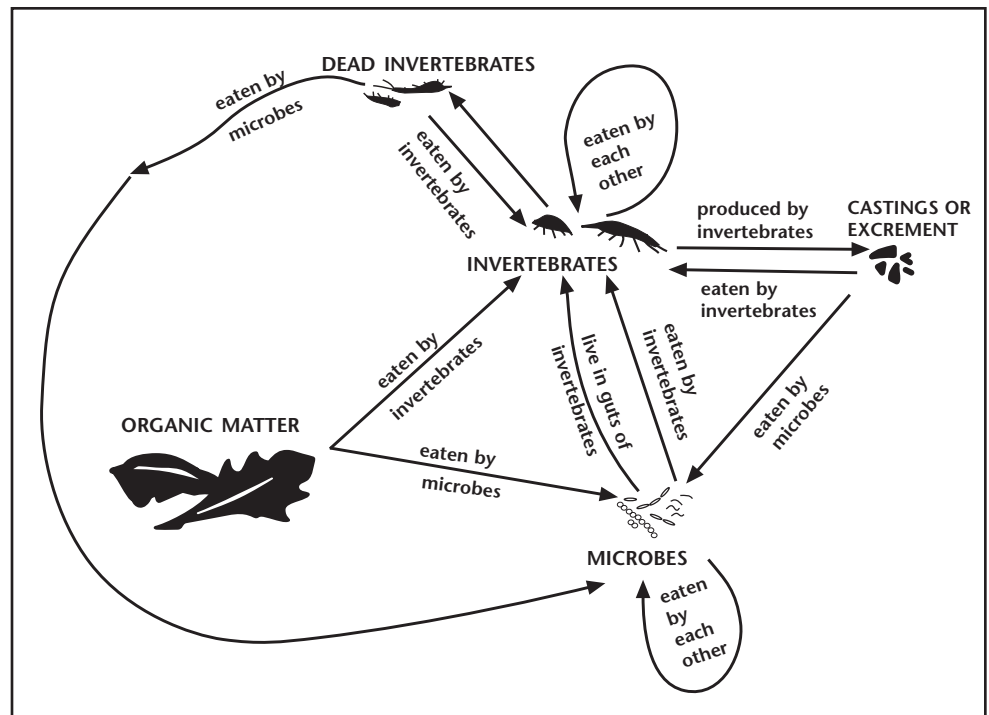 DEAD INVERTEBRATES
eaten by
microbes
eaten by
invertebrates
eaten by
each
other
produced by
invertebrates
CASTINGS OR
EXCREMENT
INVERTEBRATES
eaten by
invertebrates
eaten by
invertebrates
live in guts of
invertebrates
eaten by
invertebrates
eaten by
microbes
ORGANIC MATTER
eaten by
microbes
MICROBES
eaten
by
each
other